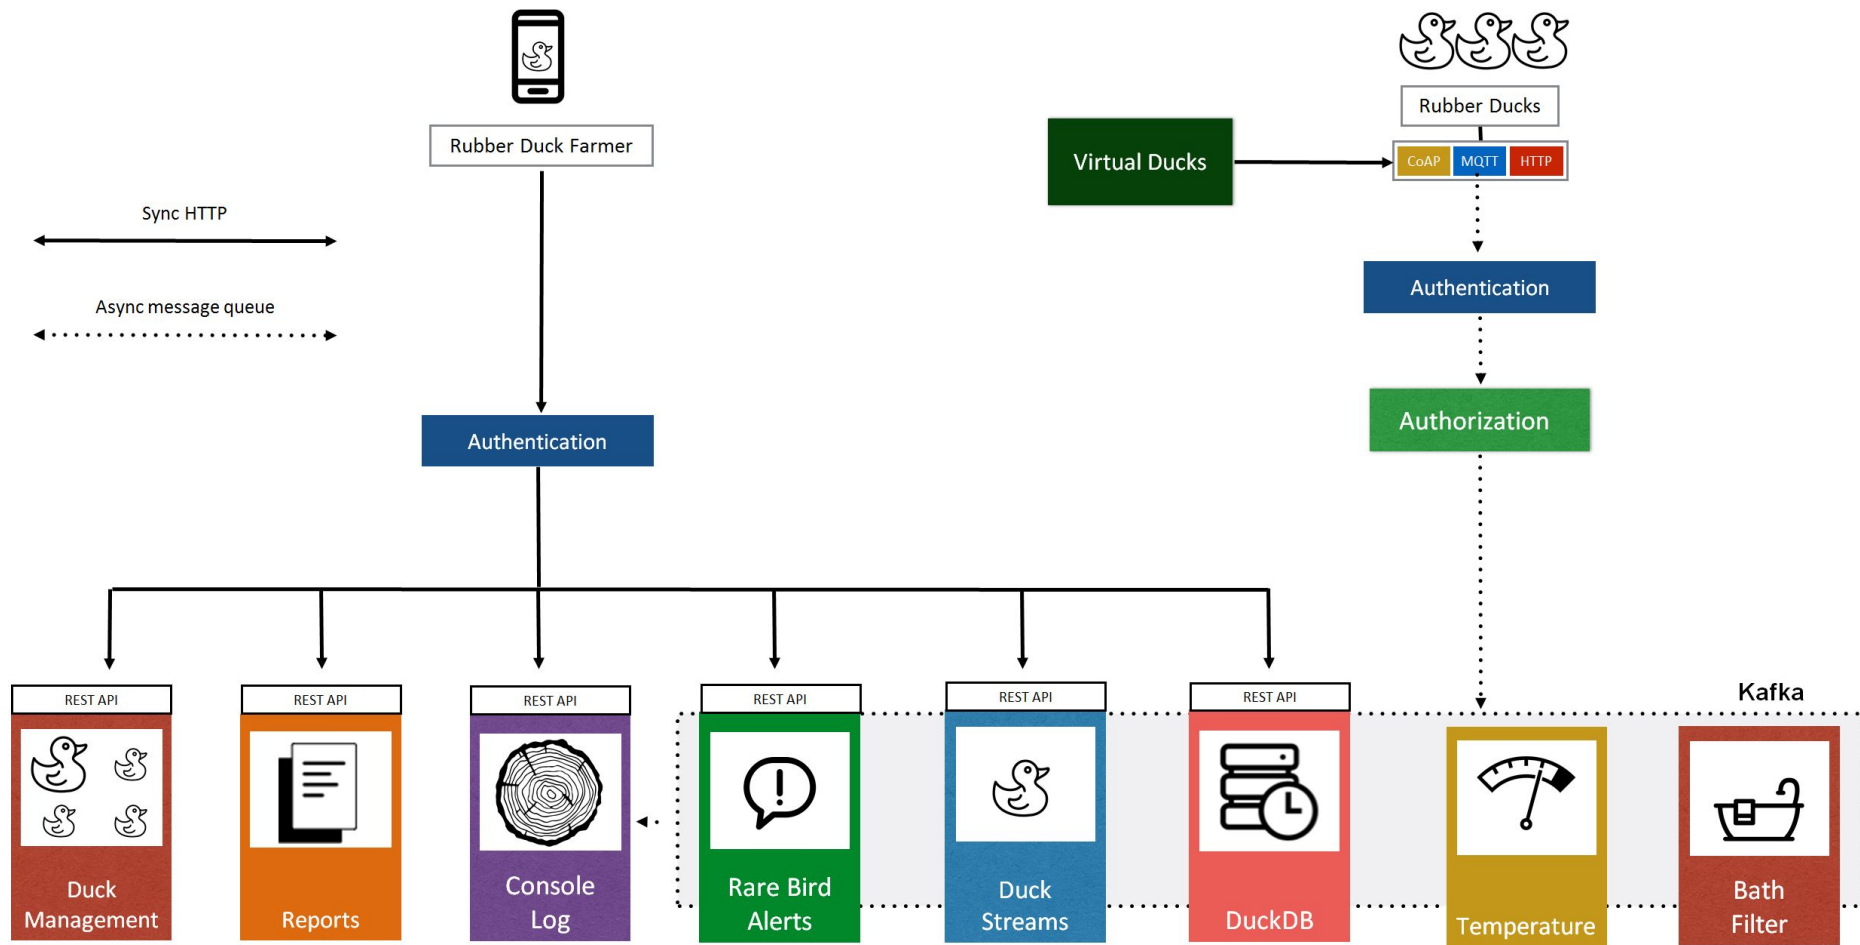 Rubber Ducks
Rubber Duck Farmer
Virtual Ducks
CoAP
MQTT
HTTP
Sync HTTP
Authentication
Async message queue
Authorization
Authentication
Kafka
REST API
REST API
REST API
REST API
REST API
REST API
Duck
Management
Reports
Console
Log
Rare Bird
Alerts
Duck
Streams
DuckDB
Temperature
Bath
Filter